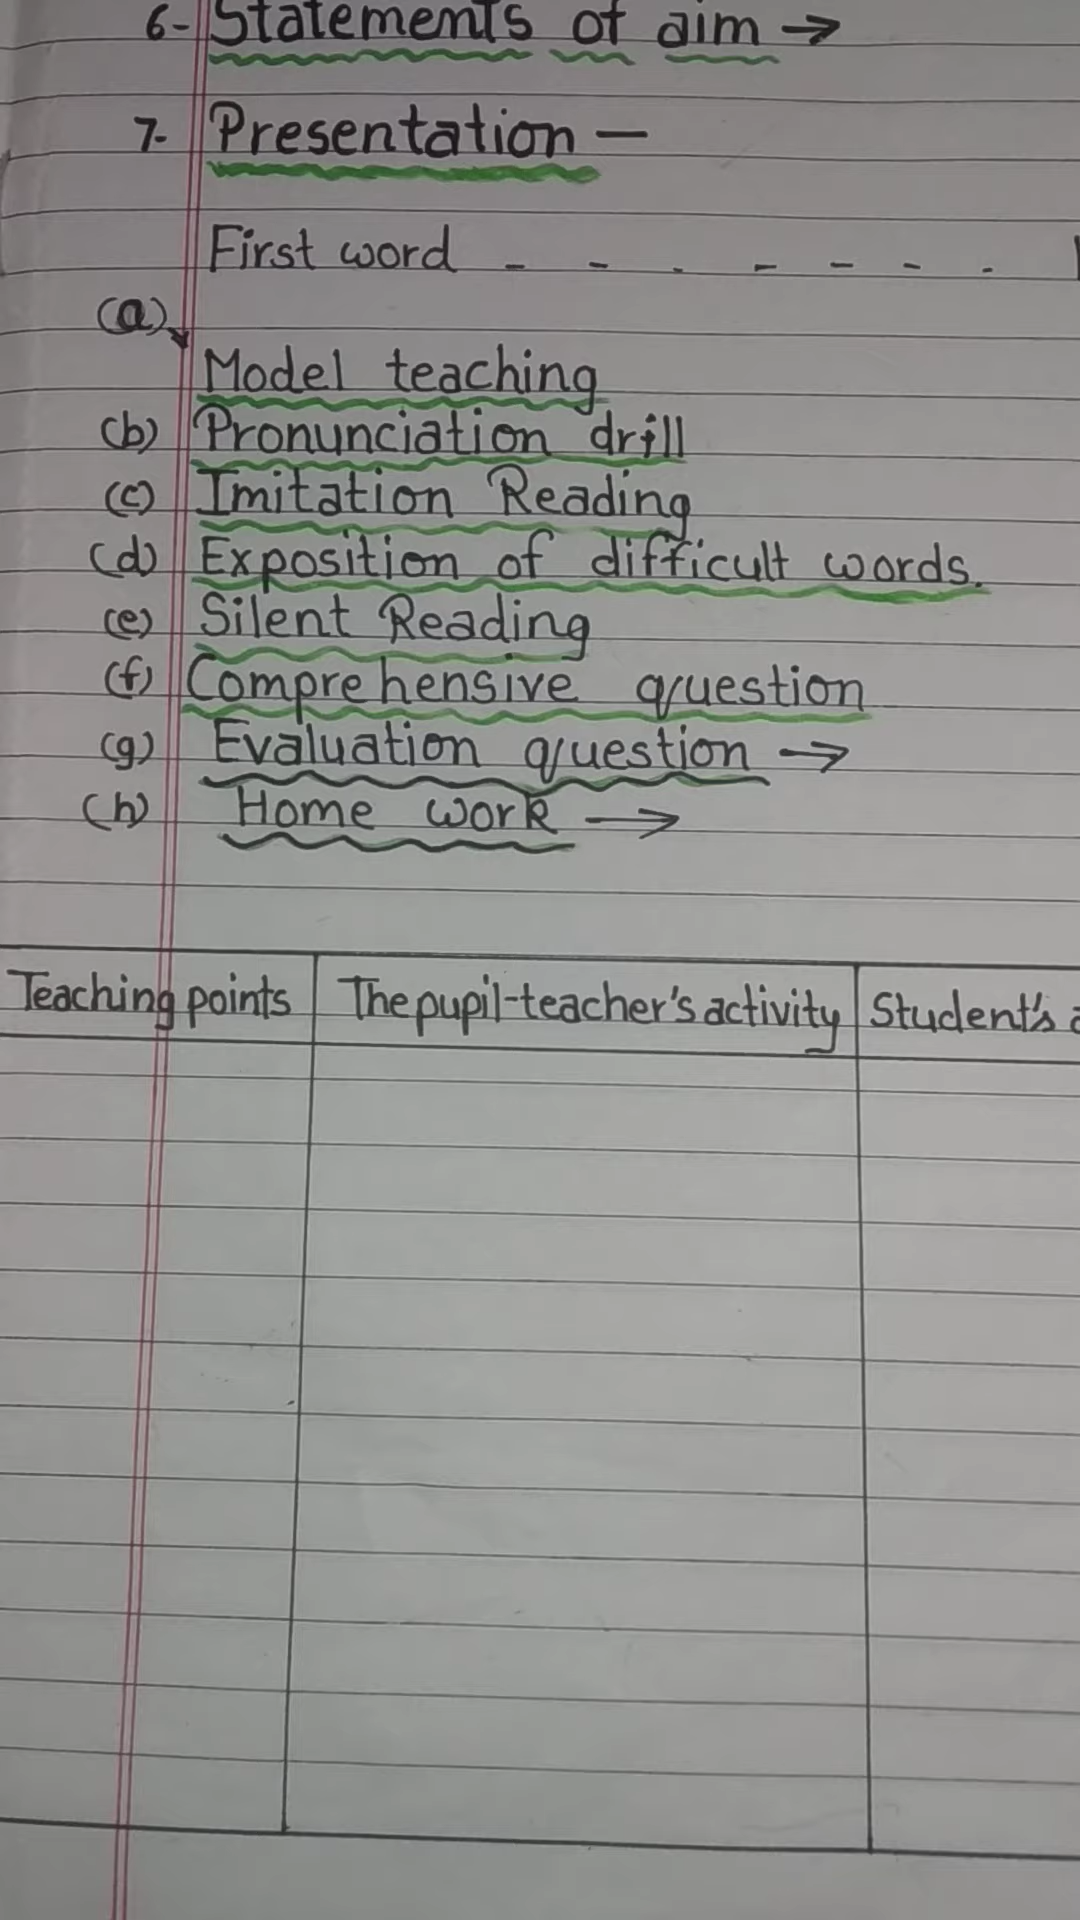 6- Statements of aim →
7- Presentation —
First word - - - - - - -
(a)
Model teaching
(b) Pronunciation drill
(c) Imitation Reading
(d) Exposition of difficult words.
(e) Silent Reading
(f) Comprehensive question
(g) Evaluation question →
(h) Home work →
Teaching points The pupil-teacher's activity Student's